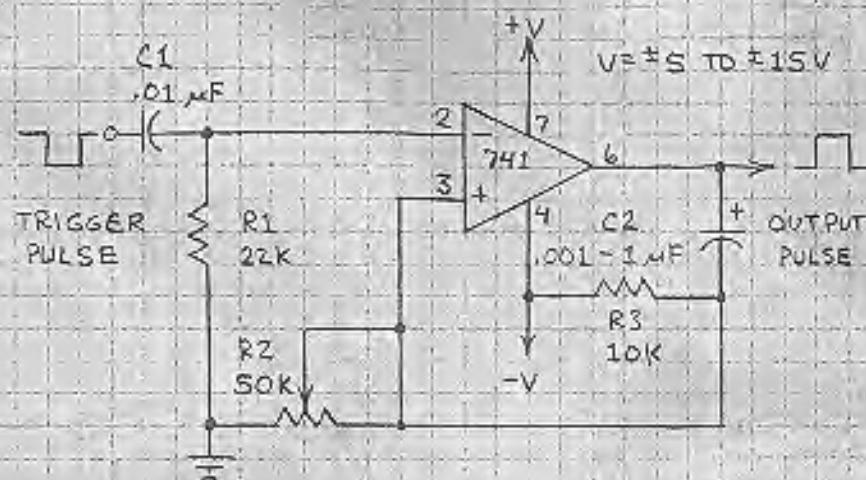 +V
V=±5 TO ±15V
C1
.01 µF
2
7
-
741
6
3
+
4
TRIGGER
PULSE
R1
22K
C2
.001-1 µF
+
OUTPUT
PULSE
R3
10K
R2
50K
-V